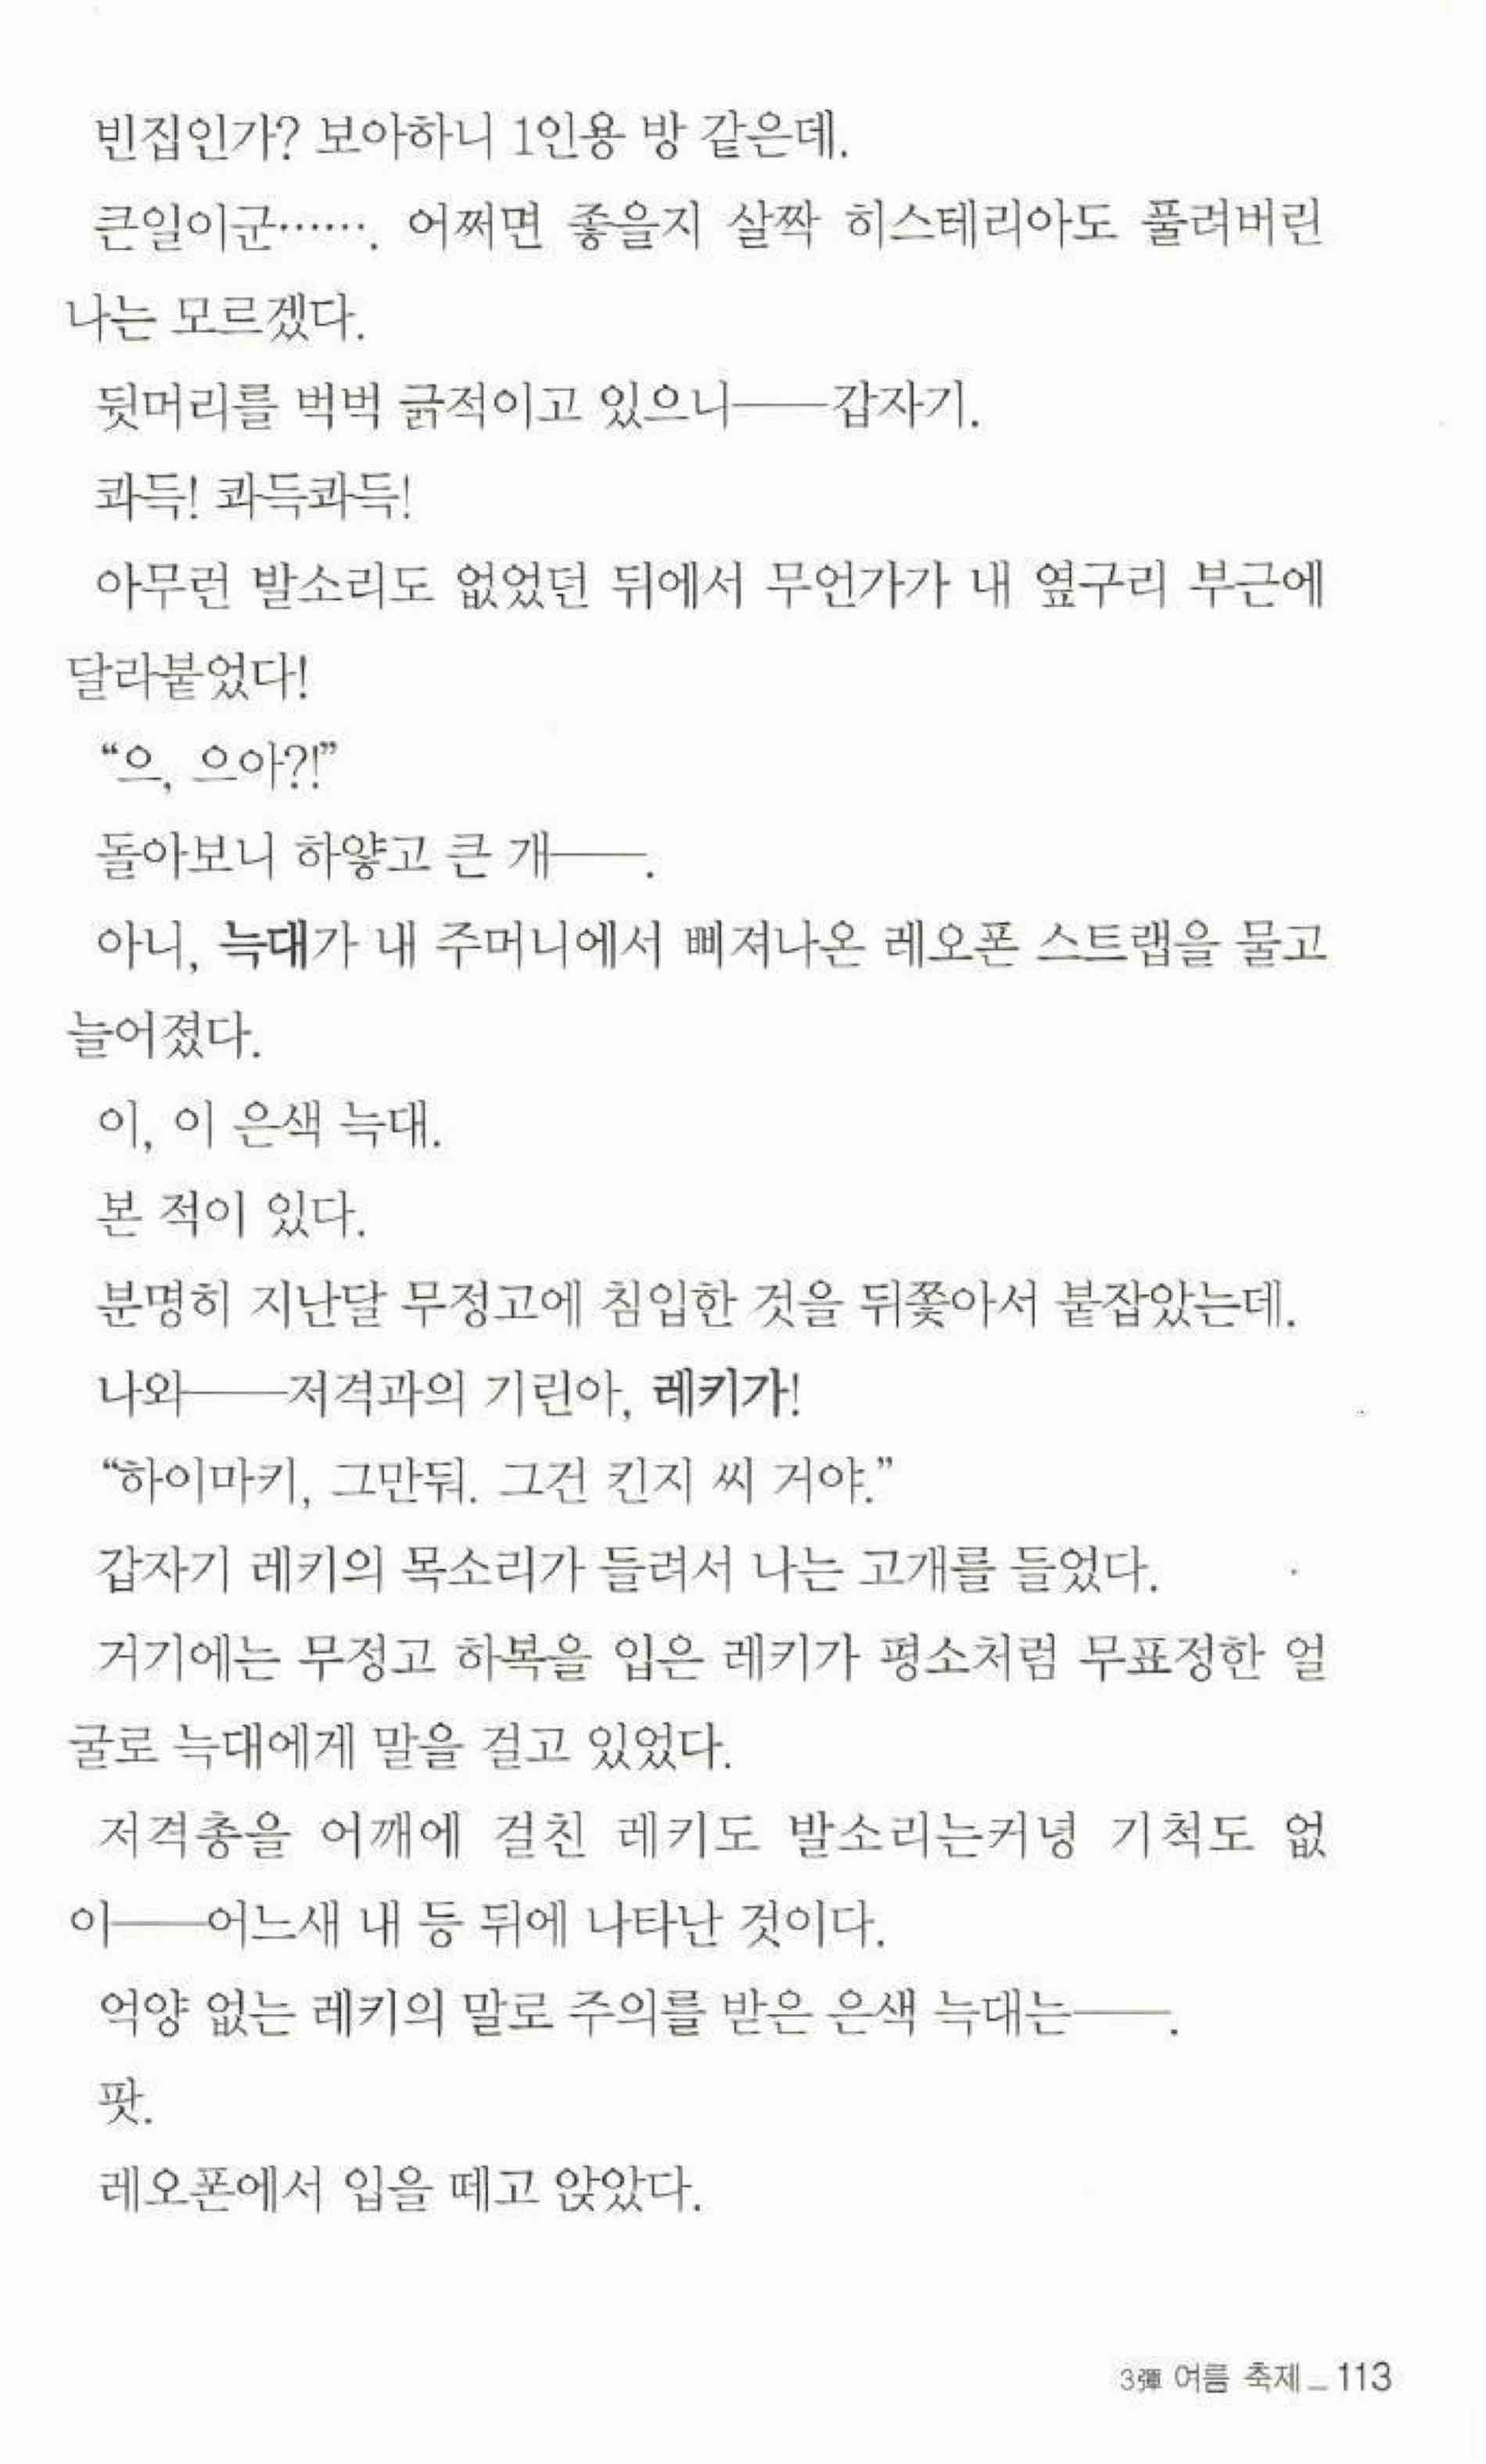 빈집인가? 보아하니 1인용 방 같은데.
큰일이군……. 어쩌면 좋을지 살짝 히스테리아도 풀려버린
나는 모르겠다.
뒷머리를 벅벅 긁적이고 있으니――갑자기.
콰득! 콰득콰득!
아무런 발소리도 없었던 뒤에서 무언가가 내 옆구리 부근에
달라붙었다!
“으, 으아?!”
돌아보니 하얗고 큰 개――.
아니, 늑대가 내 주머니에서 삐져나온 레오폰 스트랩을 물고
늘어졌다.
이, 이 은색 늑대.
본 적이 있다.
분명히 지난달 무정고에 침입한 것을 뒤쫓아서 붙잡았는데.
나와――저격과의 기린아, 레키가!
“하이마키, 그만둬. 그건 킨지 씨 거야.”
갑자기 레키의 목소리가 들려서 나는 고개를 들었다.
거기에는 무정고 하복을 입은 레키가 평소처럼 무표정한 얼
굴로 늑대에게 말을 걸고 있었다.
저격총을 어깨에 걸친 레키도 발소리는커녕 기척도 없
이――어느새 내 등 뒤에 나타난 것이다.
억양 없는 레키의 말로 주의를 받은 은색 늑대는――.
팟.
레오폰에서 입을 떼고 앉았다.
3彈 여름 축제_113